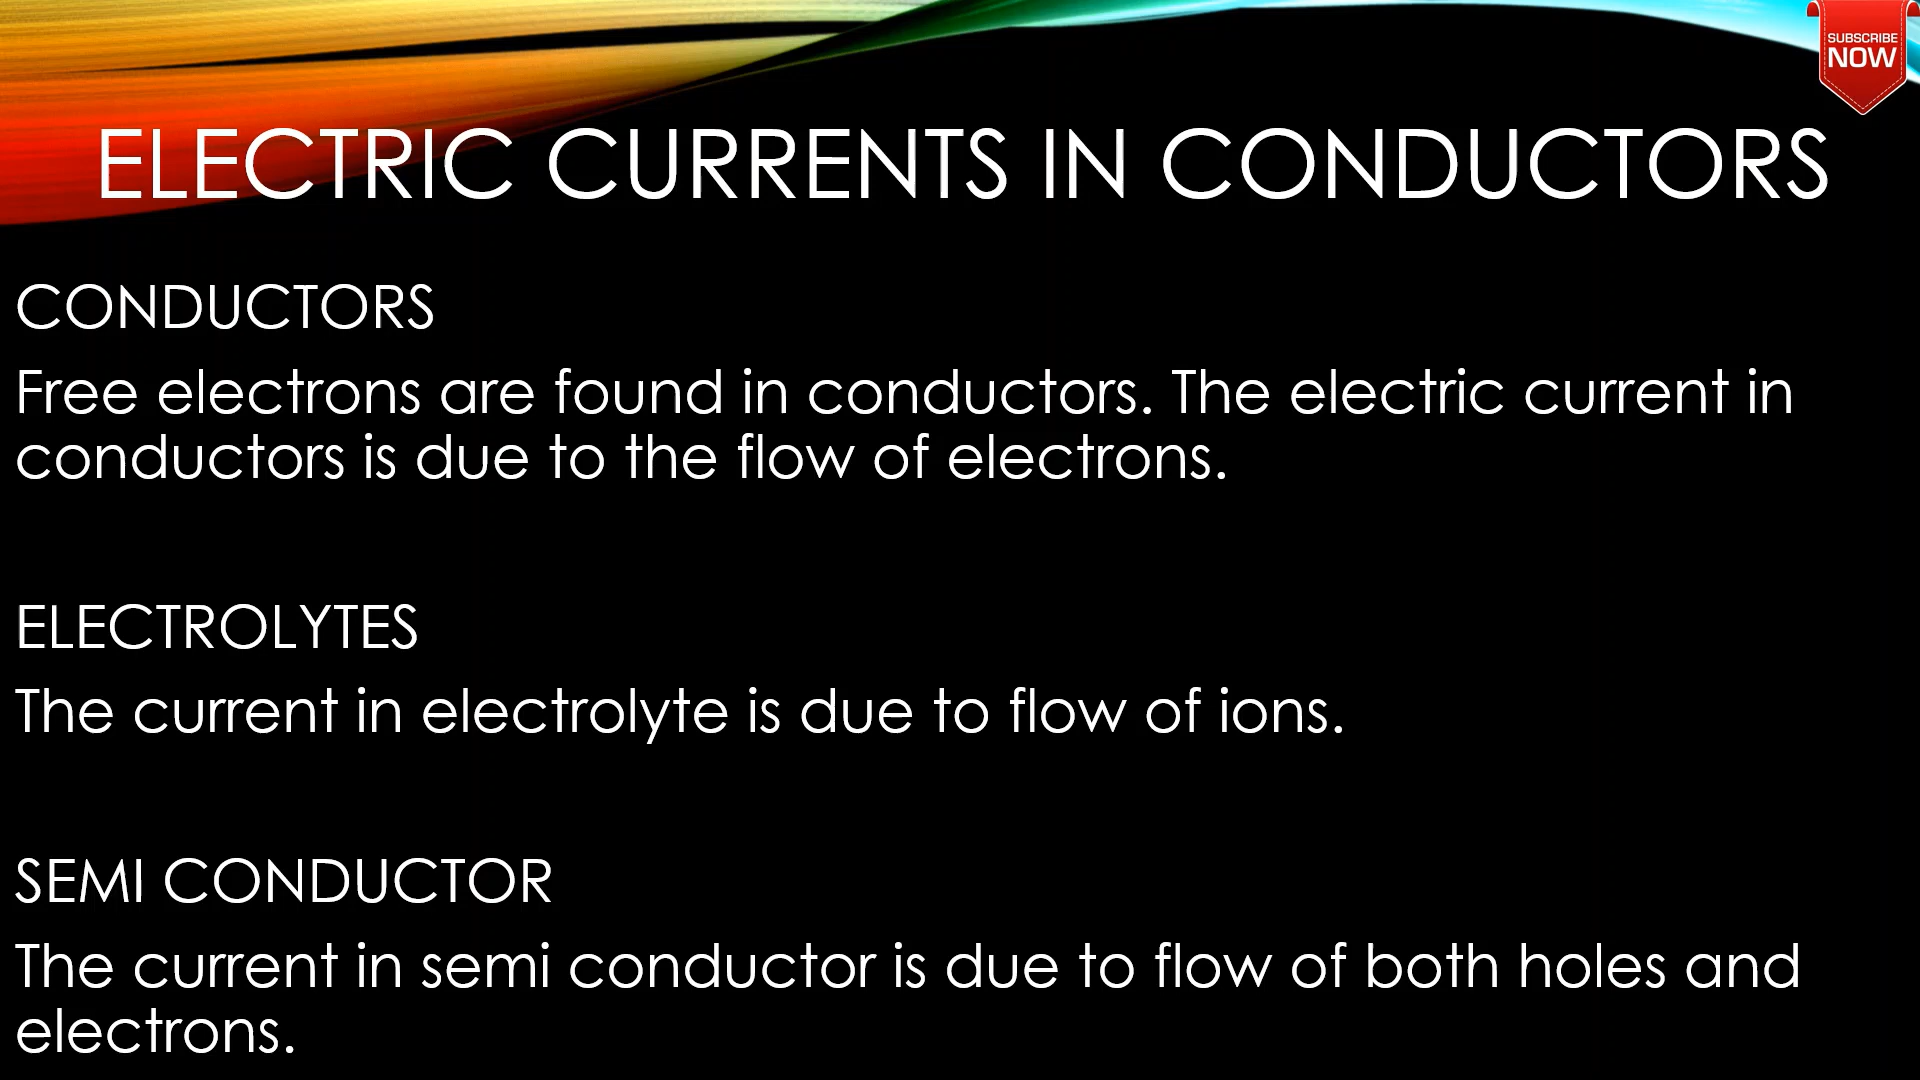 SUBSCRIBE
NOW
ELECTRIC CURRENTS IN CONDUCTORS
CONDUCTORS
Free electrons are found in conductors. The electric current in
conductors is due to the flow of electrons.
ELECTROLYTES
The current in electrolyte is due to flow of ions.
SEMI CONDUCTOR
The current in semi conductor is due to flow of both holes and
electrons.